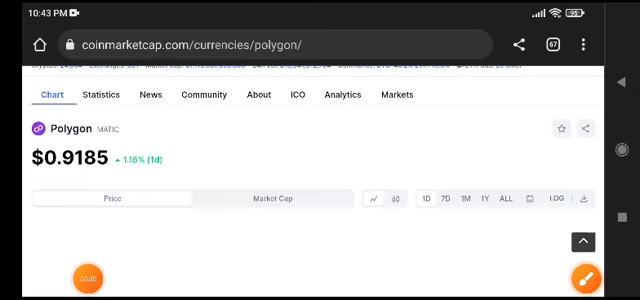 10:43 PM
95
coinmarketcap.com/currencies/polygon/
67
Chart Statistics News Community About ICO Analytics Markets
Polygon MATIC
$0.9185 1.16% (1d)
Price Market Cap 1D 7D 1M 1Y ALL LOG
00:00